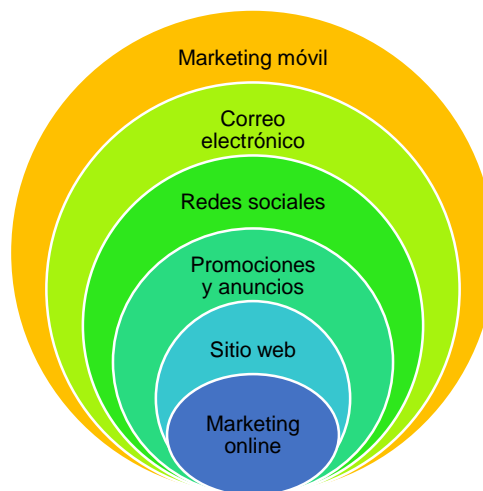 Marketing móvil
Correo
electrónico
Redes sociales
Promociones
y anuncios
Sitio web
Marketing
online